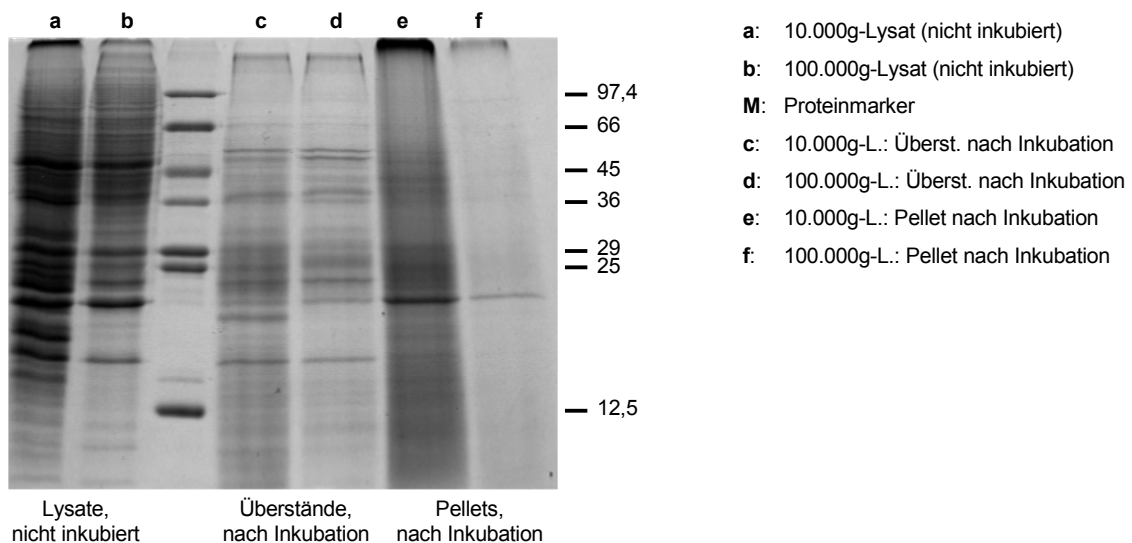 a b c d e f
97,4
66
45
36
29
25
12,5
Lysate,
nicht inkubiert
Überstände,
nach Inkubation
Pellets,
nach Inkubation
a: 10.000g-Lysat (nicht inkubiert)
b: 100.000g-Lysat (nicht inkubiert)
M: Proteinmarker
c: 10.000g-L.: Überst. nach Inkubation
d: 100.000g-L.: Überst. nach Inkubation
e: 10.000g-L.: Pellet nach Inkubation
f: 100.000g-L.: Pellet nach Inkubation